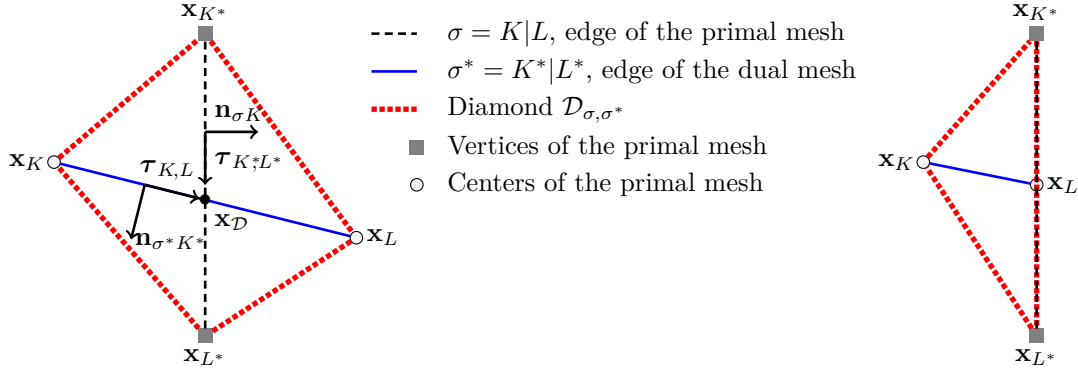 x_{K*}
n_{σK}
τ_{K*,L*}
x_K
τ_{K,L}
x_D
n_{σ*K*}
x_L
x_{L*}
σ = K|L, edge of the primal mesh
σ* = K*|L*, edge of the dual mesh
Diamond D_{σ,σ*}
Vertices of the primal mesh
Centers of the primal mesh
x_{K*}
x_K
x_L
x_{L*}